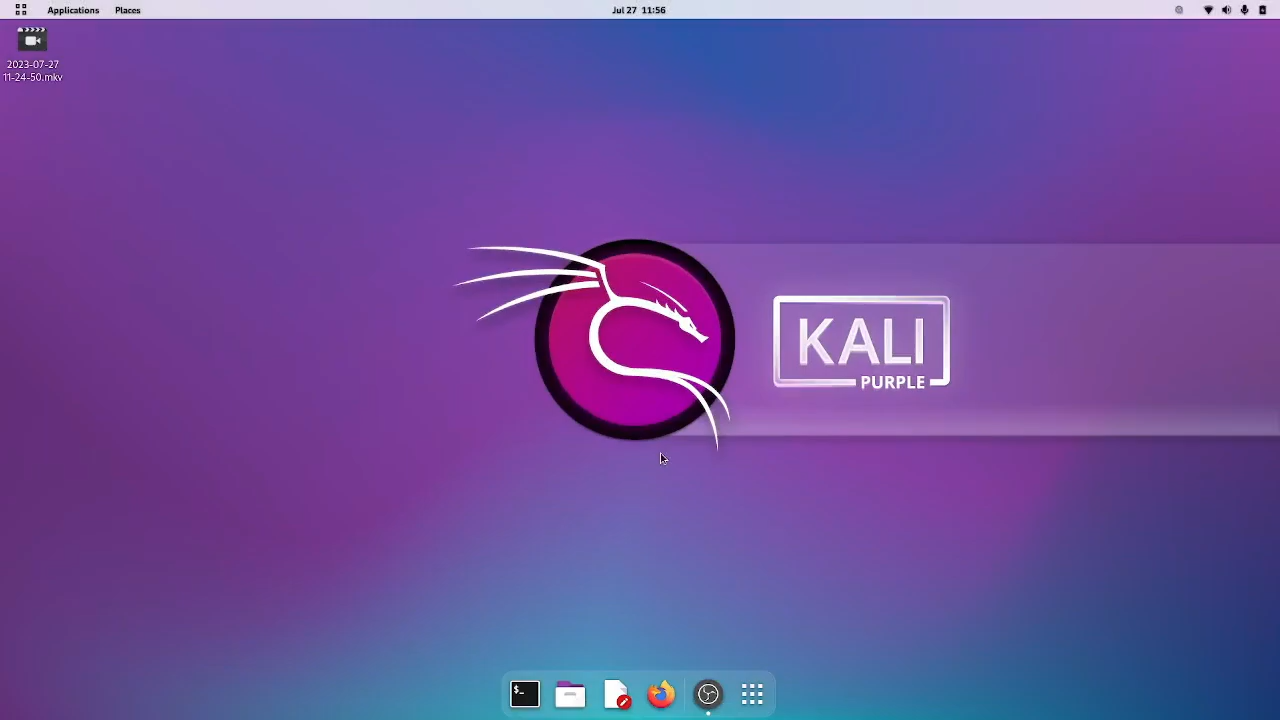 Applications Places Jul 27 11:56
2023-07-27
11-24-50.mkv
KALI
PURPLE
$_